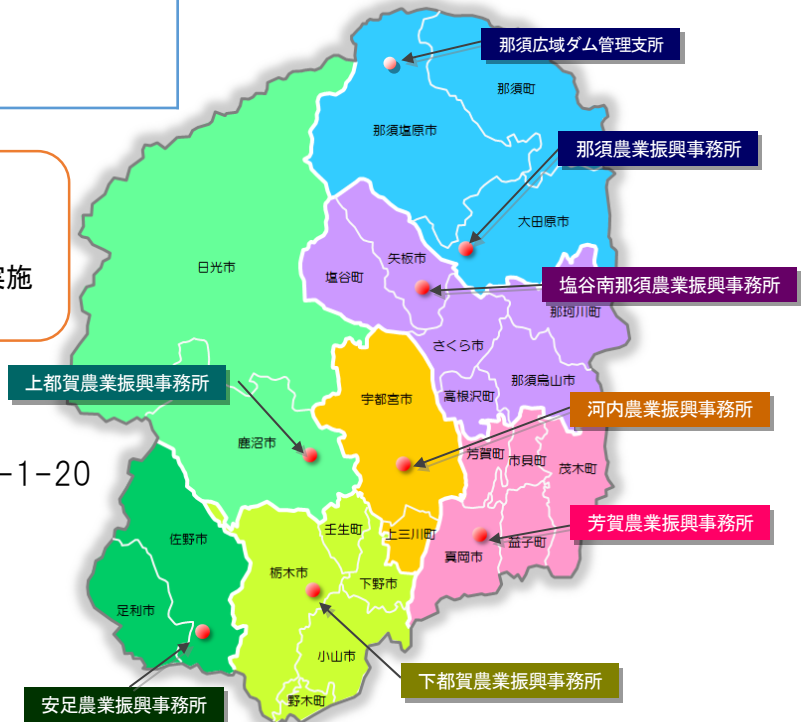 那須広域ダム管理支所
那須町
那須塩原市
那須農業振興事務所
大田原市
矢板市
日光市
塩谷町
実施
塩谷南那須農業振興事務所
那珂川町
さくら市
上都賀農業振興事務所
那須烏山市
宇都宮市
高根沢町
河内農業振興事務所
鹿沼市
芳賀町
市貝町
茂木町
-1-20
芳賀農業振興事務所
壬生町
上三川町
佐野市
益子町
真岡市
栃木市
下野市
足利市
小山市
下都賀農業振興事務所
野木町
安足農業振興事務所